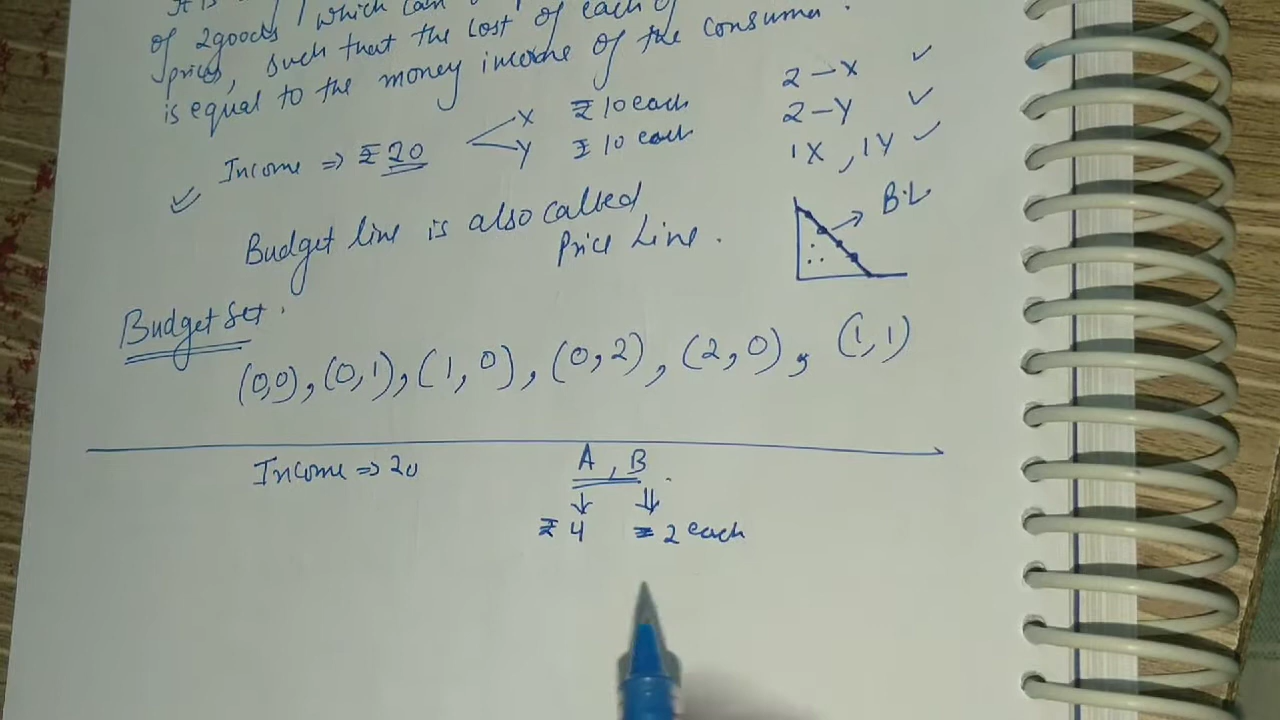 It is
which can
of 2goods
prices, such that the cost of each of
is equal to the money income of the consumer.
Income ⇒ ₹20
X ₹10 each
Y ₹10 each
2 – X ✓
2 – Y ✓
1X , 1Y ✓
Budget line is also called
Price Line.
B.L
Budget Set.
(0,0), (0,1), (1,0), (0,2), (2,0), (1,1)
Income ⇒ 20 A , B
₹ 4 ₹ 2 each